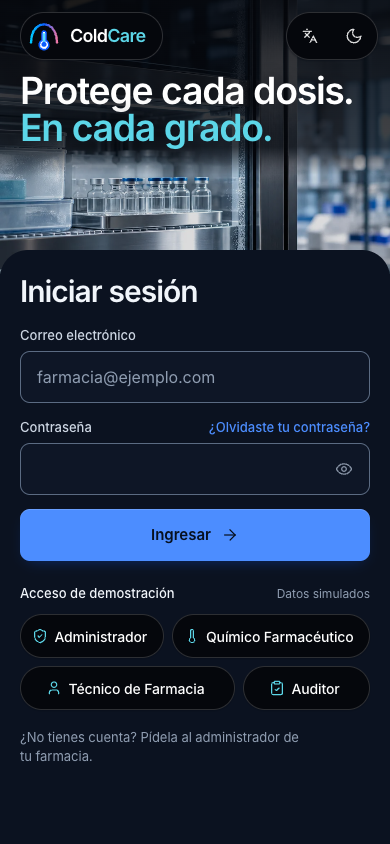 ColdCare
Protege cada dosis.
En cada grado.
Iniciar sesión
Correo electrónico
farmacia@ejemplo.com
Contraseña ¿Olvidaste tu contraseña?
Ingresar
Acceso de demostración Datos simulados
Administrador Químico Farmacéutico
Técnico de Farmacia Auditor
¿No tienes cuenta? Pídela al administrador de
tu farmacia.